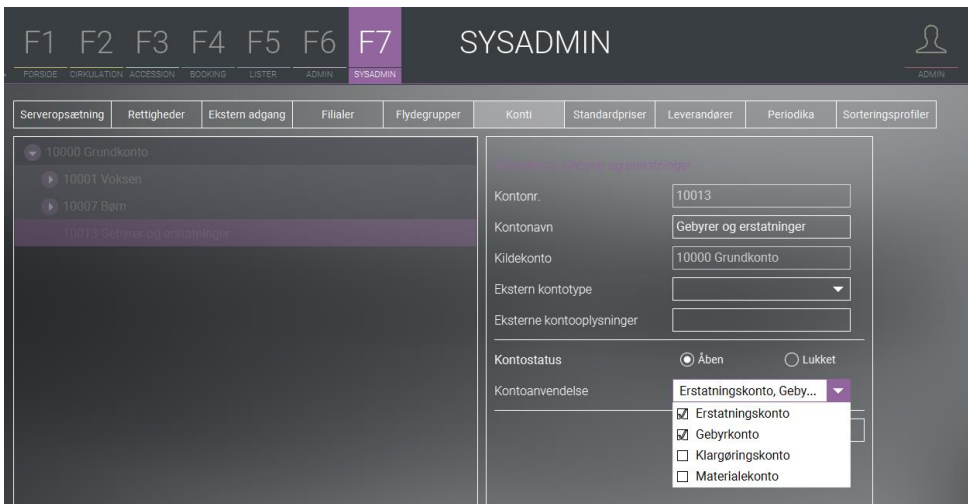 F1 F2 F3 F4 F5 F6 F7 SYSADMIN
FORSIDE CIRKULATION ACCESSION BOOKING LISTER ADMIN SYSADMIN ADMIN
Serveropsætning Rettigheder Ekstern adgang Filialer Flydegrupper Konti Standardpriser Leverandører Periodika Sorteringsprofiler
10000 Grundkonto
10001 Voksen
10007 Børn
10013 Gebyrer og erstatninger
Gebyrer og erstatninger
Kontonr. 10013
Kontonavn Gebyrer og erstatninger
Kildekonto 10000 Grundkonto
Ekstern kontotype
Eksterne kontooplysninger
Kontostatus Åben Lukket
Kontoanvendelse Erstatningskonto, Geby...
Erstatningskonto
Gebyrkonto
Klargøringskonto
Materialekonto